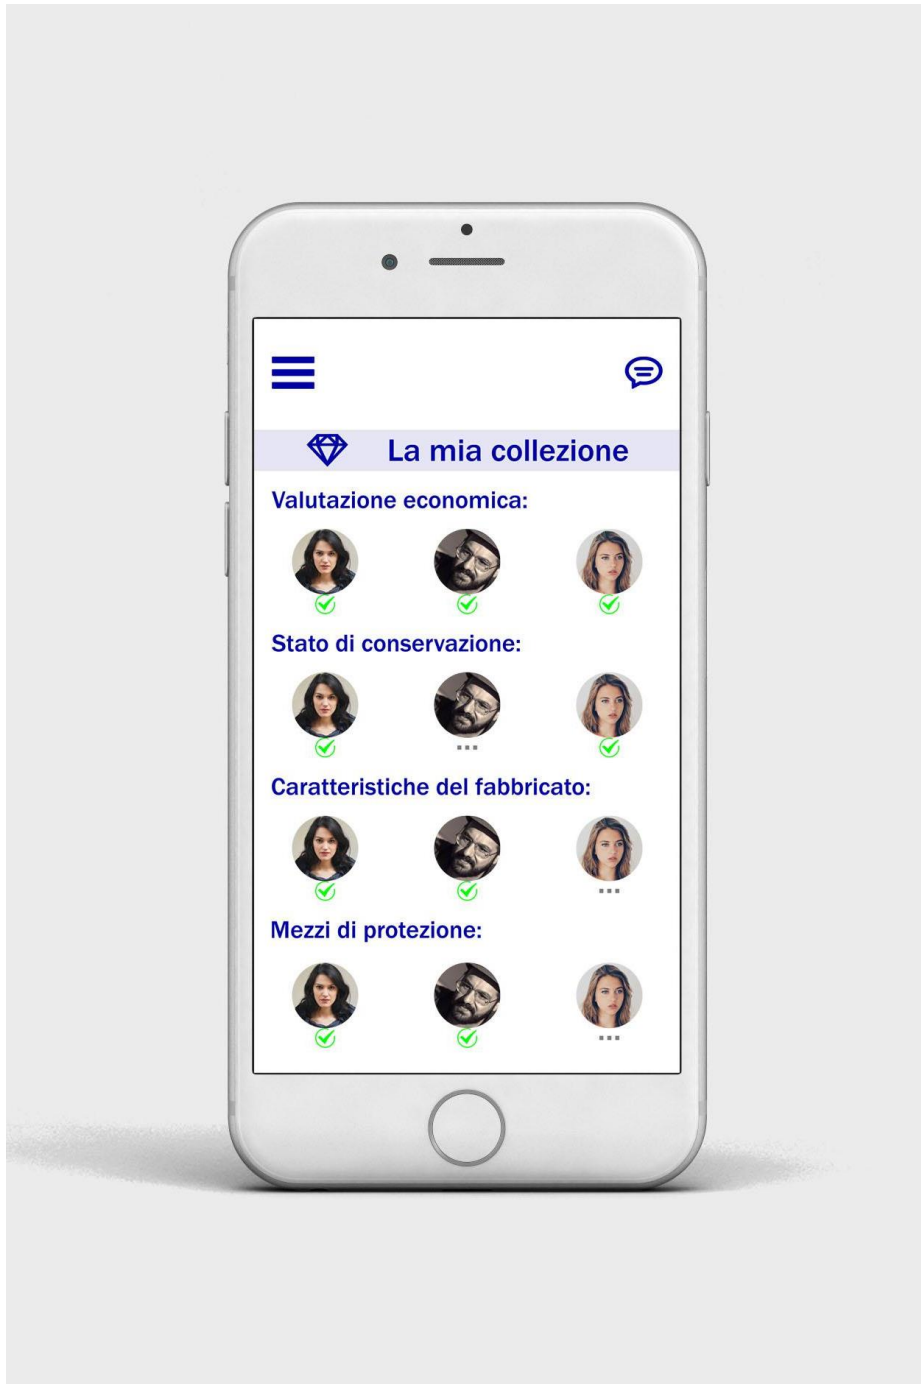 La mia collezione
Valutazione economica:
Stato di conservazione:
Caratteristiche del fabbricato:
Mezzi di protezione: